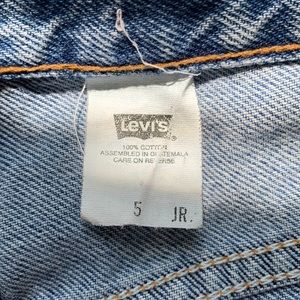 Levi's
100% COTTON
ASSEMBLED IN GUATEMALA
CARE ON REVERSE
5 JR.